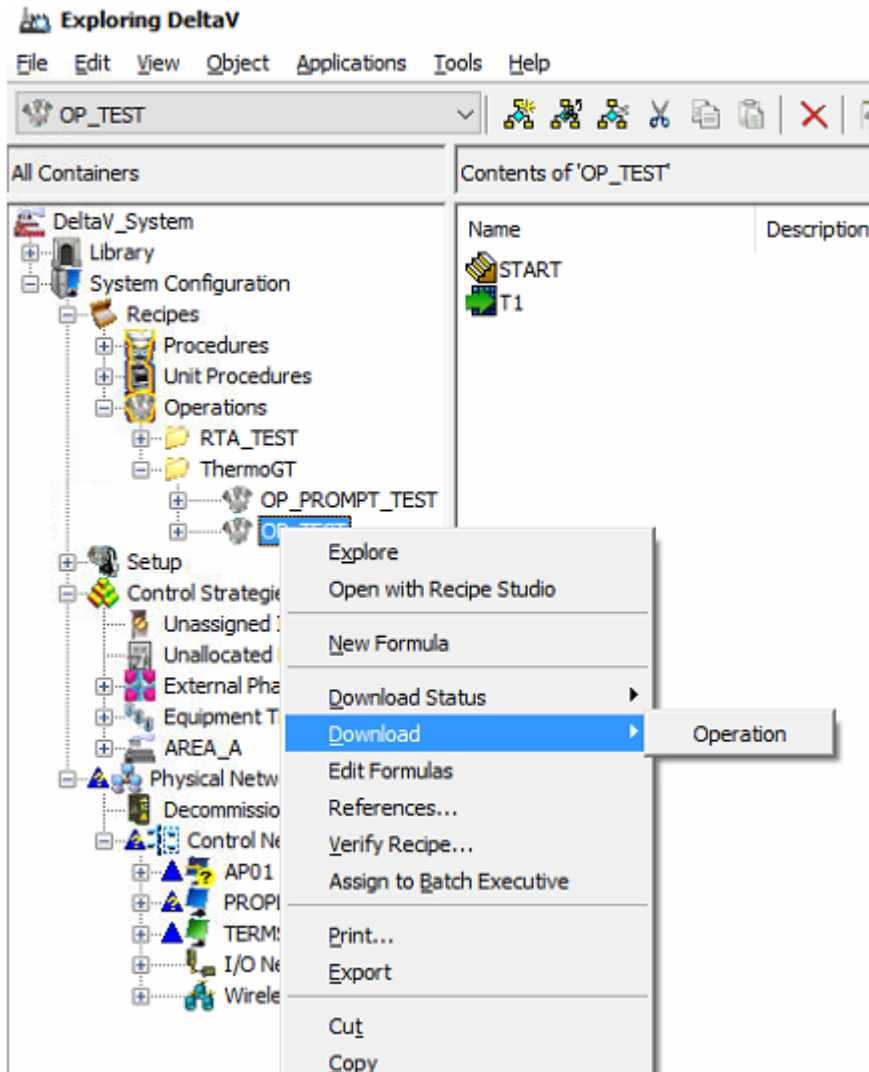 Exploring DeltaV
File Edit View Object Applications Tools Help
OP_TEST
All Containers
Contents of 'OP_TEST'
DeltaV_System
Library
System Configuration
Recipes
Procedures
Unit Procedures
Operations
RTA_TEST
ThermoGT
OP_PROMPT_TEST
OP_TEST
Setup
Control Strategie
Unassigned
Unallocated
External Pha
Equipment T
AREA_A
Physical Netw
Decommissio
Control Ne
AP01
PROPL
TERMS
I/O Ne
Wirele
Name Description
START
T1
Explore
Open with Recipe Studio
New Formula
Download Status
Download
Operation
Edit Formulas
References...
Verify Recipe...
Assign to Batch Executive
Print...
Export
Cut
Copy